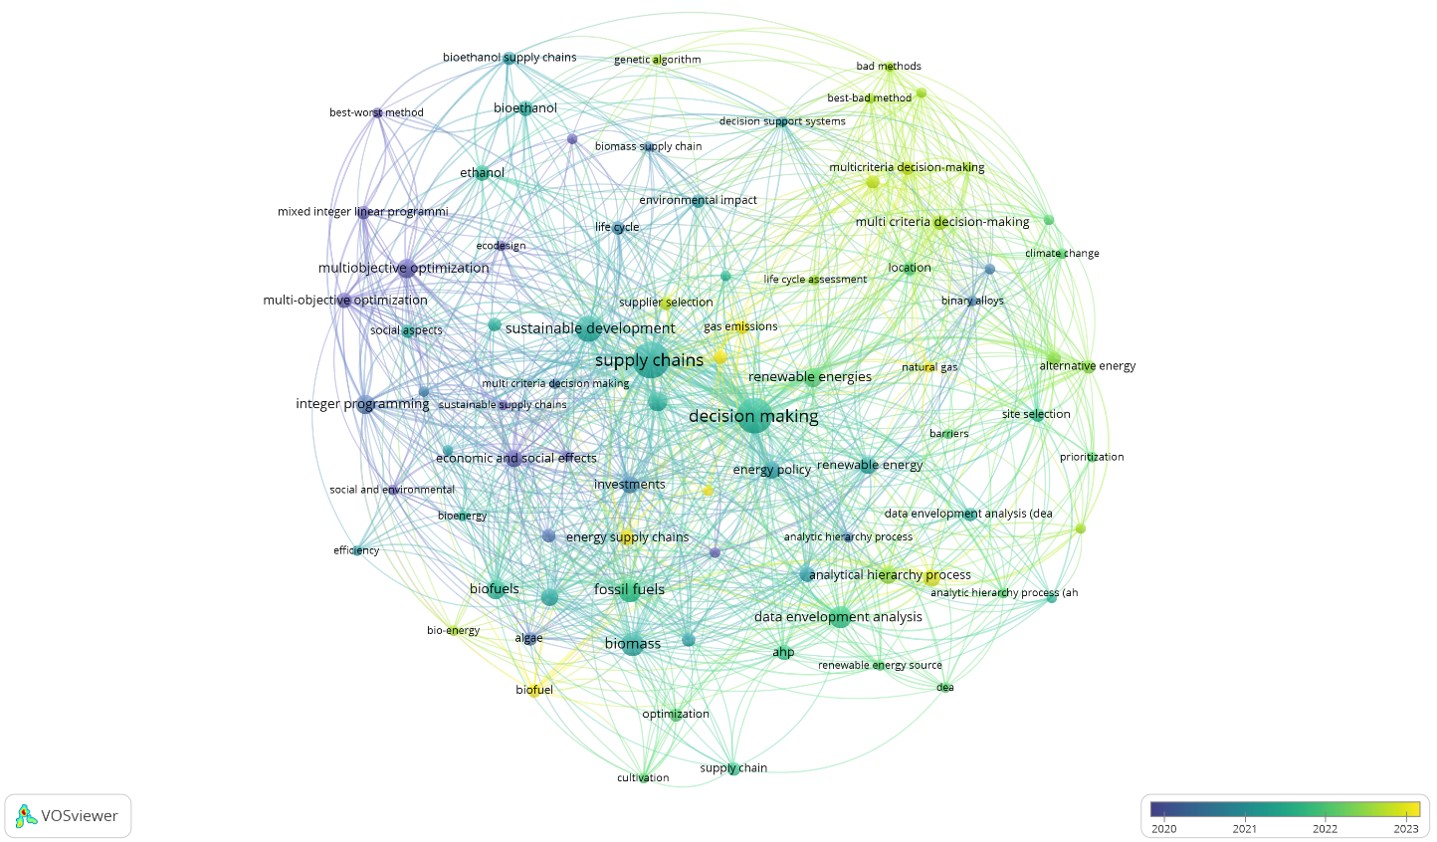 bioethanol supply chains
genetic algorithm
bad methods
best-bad method
best-worst method
bioethanol
decision support systems
biomass supply chain
ethanol
multicriteria decision-making
environmental impact
mixed integer linear programmi
life cycle
multi criteria decision-making
ecodesign
climate change
multiobjective optimization
location
life cycle assessment
multi-objective optimization
supplier selection
binary alloys
social aspects
sustainable development
gas emissions
supply chains
alternative energy
natural gas
renewable energies
multi criteria decision making
integer programming
sustainable supply chains
decision making
site selection
barriers
economic and social effects
prioritization
energy policy
renewable energy
investments
social and environmental
bioenergy
data envelopment analysis (dea
energy supply chains
analytic hierarchy process
efficiency
analytical hierarchy process
biofuels
fossil fuels
analytic hierarchy process (ah
data envelopment analysis
bio-energy
algae
biomass
ahp
renewable energy source
biofuel
dea
optimization
supply chain
cultivation
VOSviewer
2020
2021
2022
2023